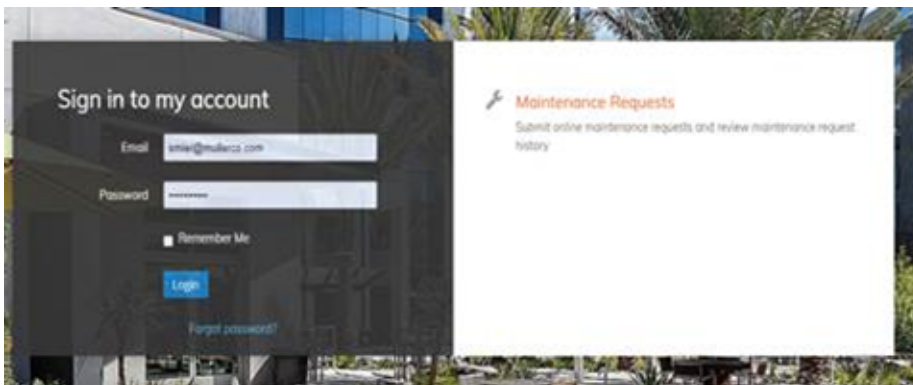 Sign in to my account
Email
Password
Remember Me
Login
Forgot password?
Maintenance Requests
Submit online maintenance requests and review maintenance request
history